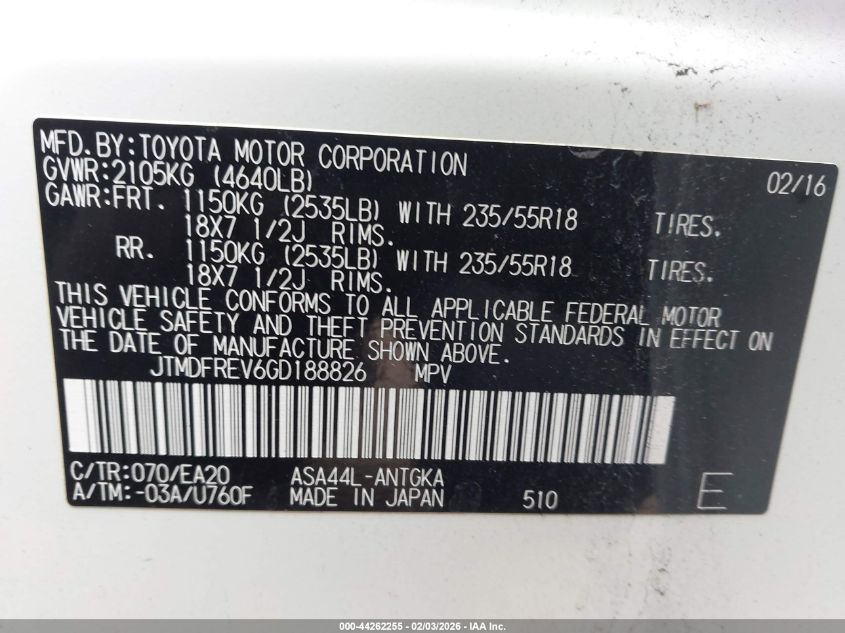 MFD.BY:TOYOTA MOTOR CORPORATION 02/16
GVWR:2105KG (4640LB)
GAWR:FRT. 1150KG (2535LB) WITH 235/55R18 TIRES.
18X7 1/2J RIMS.
RR. 1150KG (2535LB) WITH 235/55R18 TIRES.
18X7 1/2J RIMS.
THIS VEHICLE CONFORMS TO ALL APPLICABLE FEDERAL MOTOR
VEHICLE SAFETY AND THEFT PREVENTION STANDARDS IN EFFECT ON
THE DATE OF MANUFACTURE SHOWN ABOVE.
JTMDFREV6GD188826 MPV
C/TR:070/EA20 ASA44L-ANTGKA
A/TM:-03A/U760F MADE IN JAPAN 510 E
000-44262255 - 02/03/2026 - IAA Inc.